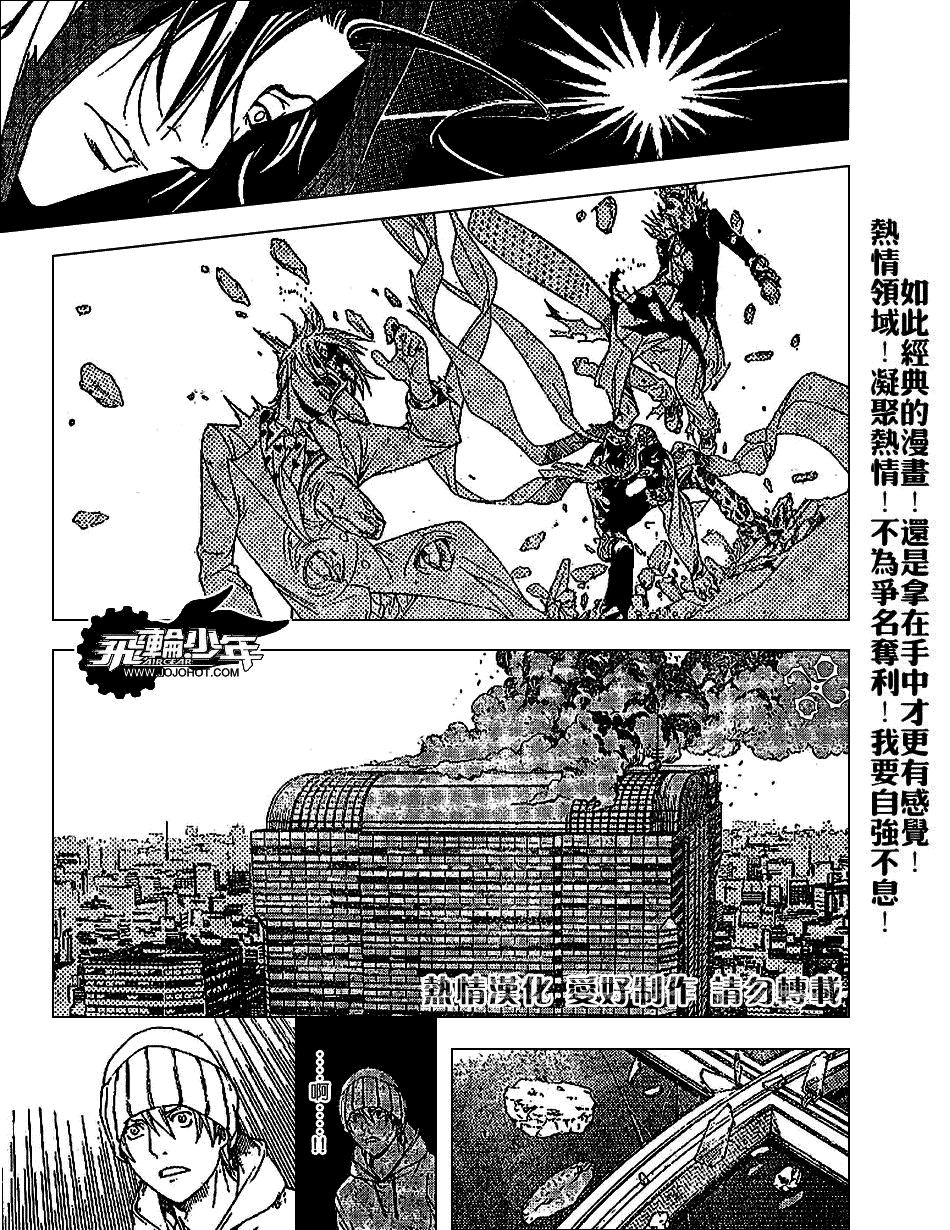 如此經典的漫畫！還是拿在手中才更有感覺！
熱情領域！凝聚熱情！不為爭名奪利！我要自強不息！
飛輪少年
AIRGEAR
WWW.JOJOHOT.COM
熱情漢化 愛好制作 請勿轉載
……啊……!!